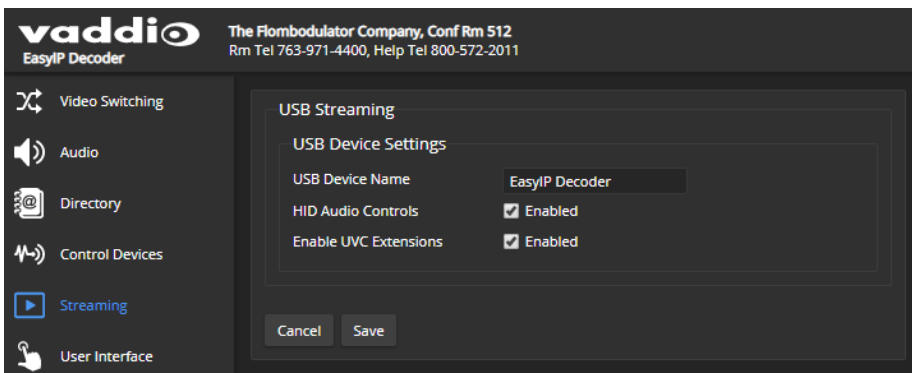 vaddio
EasyIP Decoder
The Flombodulator Company, Conf Rm 512
Rm Tel 763-971-4400, Help Tel 800-572-2011
Video Switching
Audio
Directory
Control Devices
Streaming
User Interface
USB Streaming
USB Device Settings
USB Device Name EasyIP Decoder
HID Audio Controls Enabled
Enable UVC Extensions Enabled
Cancel Save